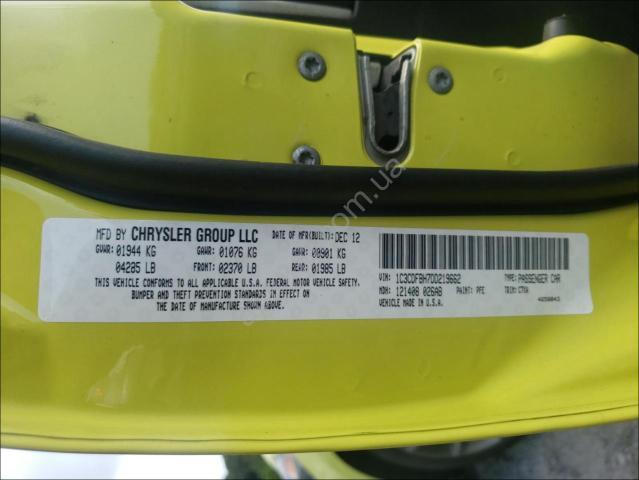 MFD BY CHRYSLER GROUP LLC DATE OF MFR(BUILT): DEC 12
GVWR: 01944 KG GAWR: 01076 KG GAWR: 00901 KG
04285 LB FRONT: 02370 LB REAR: 01985 LB
THIS VEHICLE CONFORMS TO ALL APPLICABLE U.S.A. FEDERAL MOTOR VEHICLE SAFETY,
BUMPER AND THEFT PREVENTION STANDARDS IN EFFECT ON
THE DATE OF MANUFACTURE SHOWN ABOVE.
VIN: 1C3CDFBH7DD219662 TYPE: PASSENGER CAR
MDH: 121408 026AB PAINT: PFC TRIM:
VEHICLE MADE IN U.S.A.